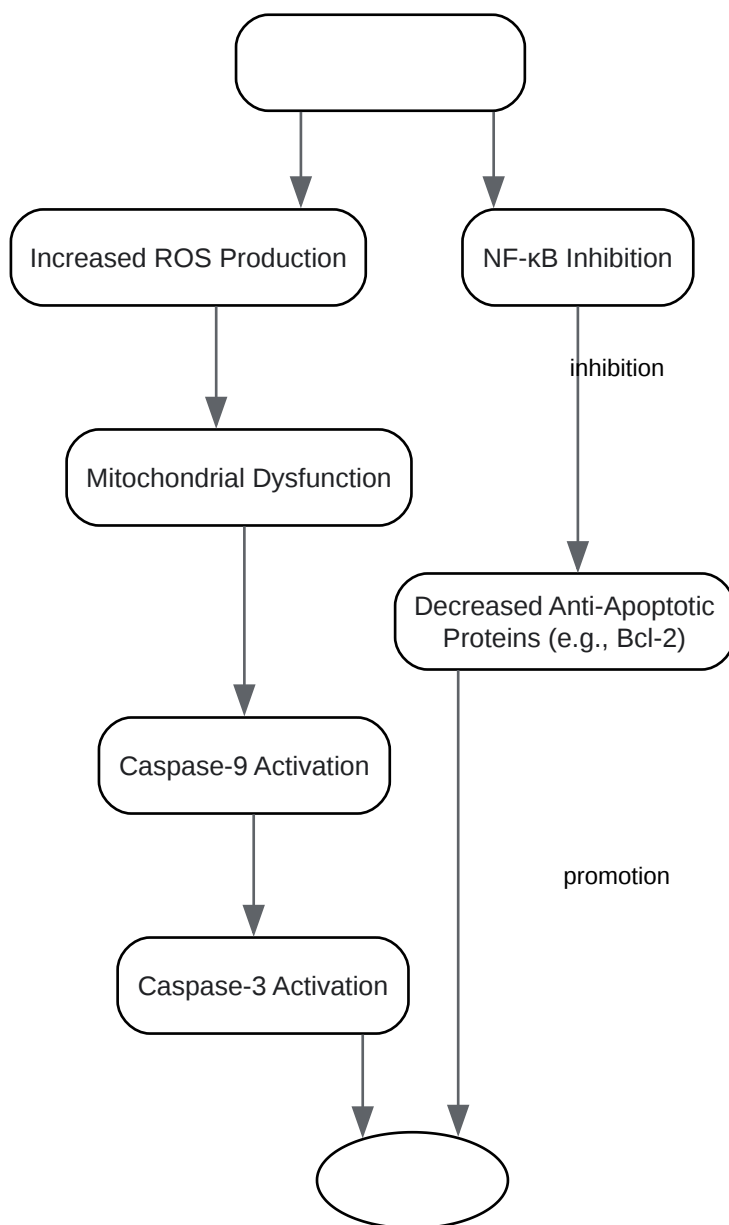 Increased ROS Production
NF-κB Inhibition
inhibition
Mitochondrial Dysfunction
Decreased Anti-Apoptotic
Proteins (e.g., Bcl-2)
Caspase-9 Activation
promotion
Caspase-3 Activation